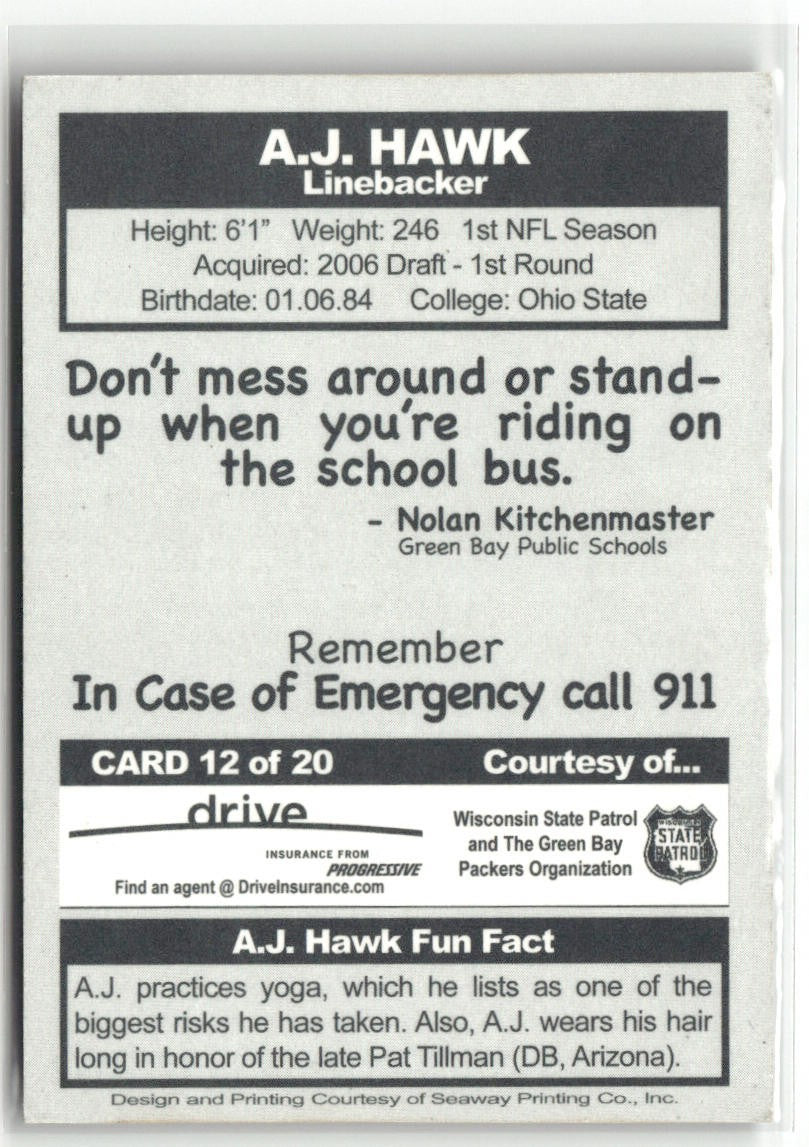 A.J. HAWK
Linebacker
Height: 6'1" Weight: 246 1st NFL Season
Acquired: 2006 Draft - 1st Round
Birthdate: 01.06.84 College: Ohio State
Don't mess around or stand-
up when you're riding on
the school bus.
- Nolan Kitchenmaster
Green Bay Public Schools
Remember
In Case of Emergency call 911
CARD 12 of 20 Courtesy of...
drive
INSURANCE FROM
PROGRESSIVE
Find an agent @ DriveInsurance.com
Wisconsin State Patrol
and The Green Bay
Packers Organization
WISCONSIN
STATE
PATROL
A.J. Hawk Fun Fact
A.J. practices yoga, which he lists as one of the
biggest risks he has taken. Also, A.J. wears his hair
long in honor of the late Pat Tillman (DB, Arizona).
Design and Printing Courtesy of Seaway Printing Co., Inc.